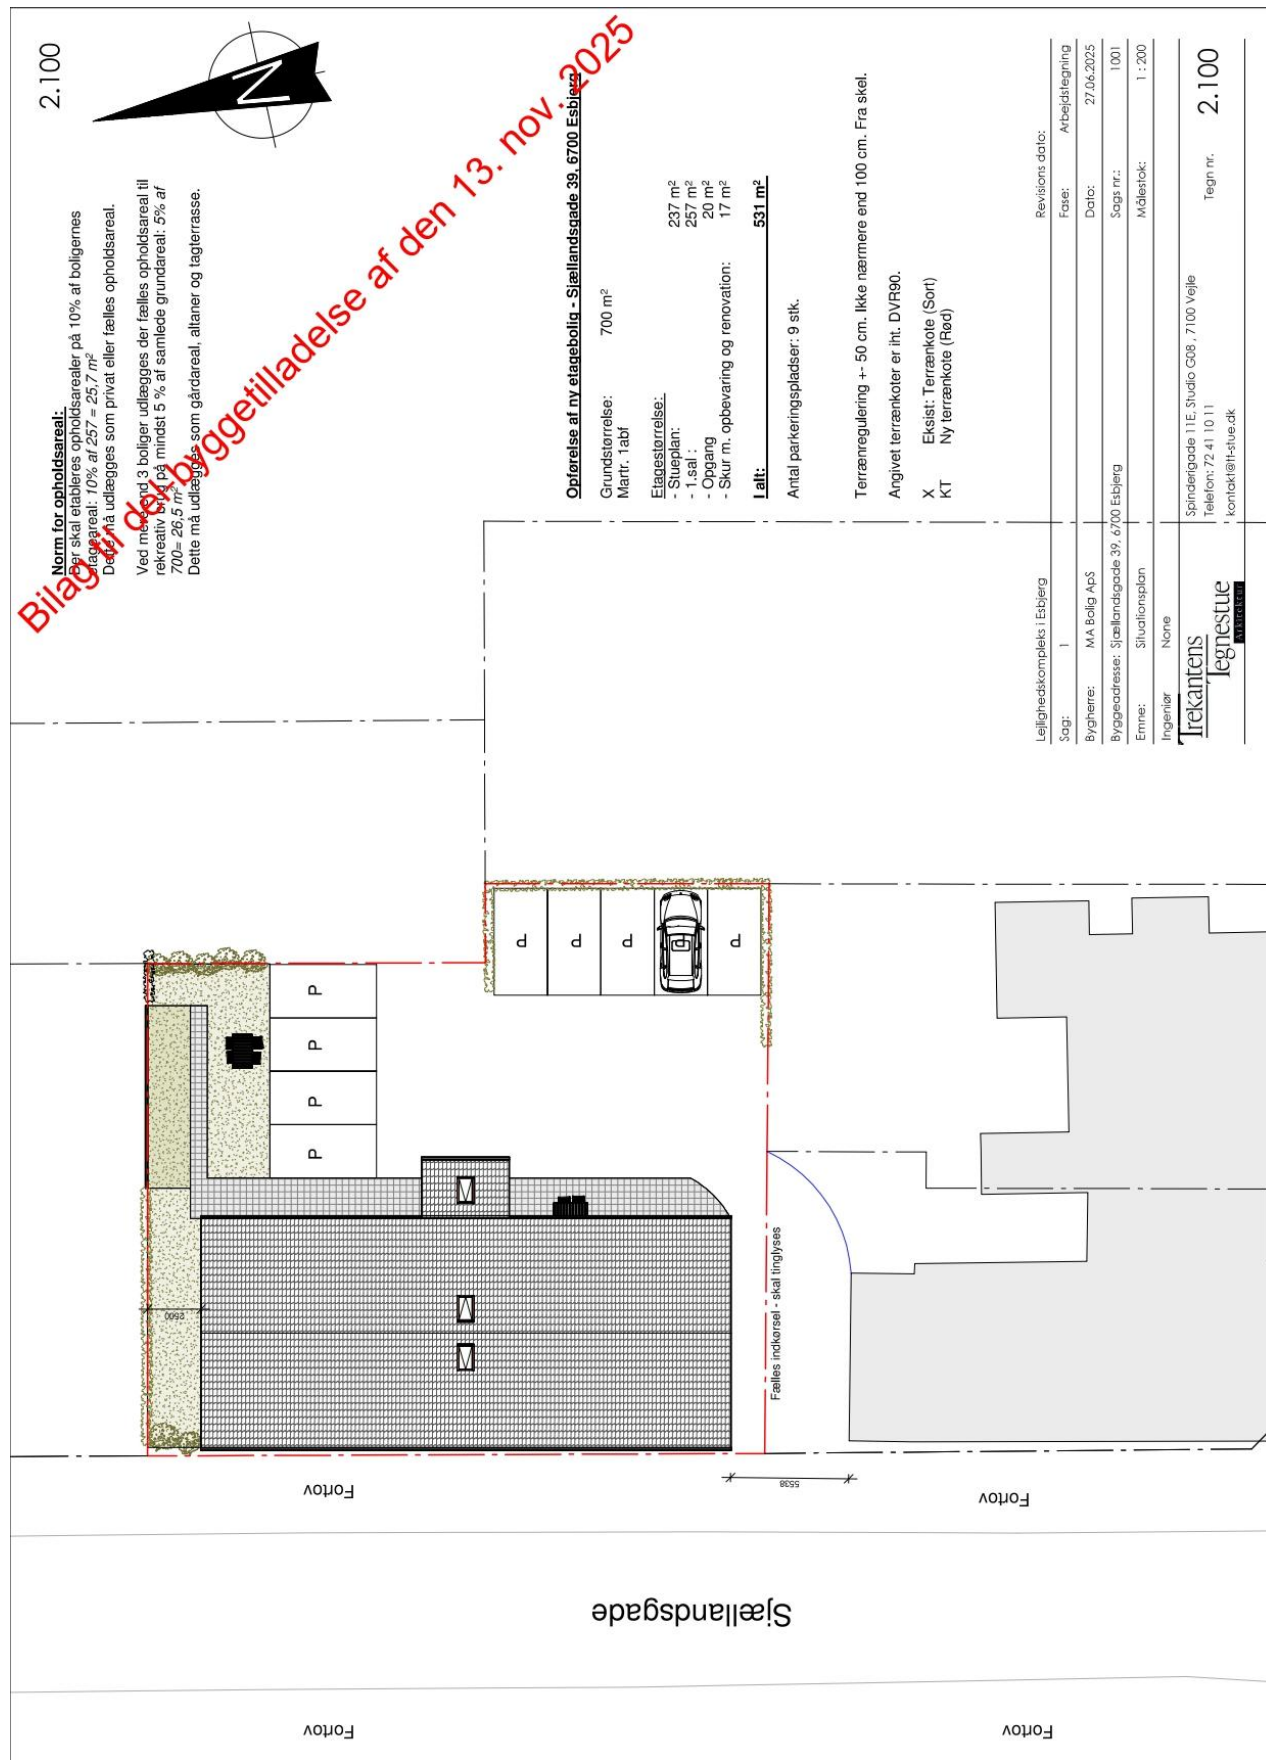 2.100
N
Norm for opholdsareal:
Der skal etableres opholdsarealer på 10% af boligernes
etageareal: 10% af 257 = 25,7 m²
Dette må udlægges som privat eller fælles opholdsareal.
Ved mere end 3 boliger udlægges der fælles opholdsareal til
rekreativ brug på mindst 5 % af samlede grundareal: 5% af
700= 26,5 m²
Dette må udlægges som gårdareal, altaner og tagterrasse.
Bilag til del-byggetilladelse af den 13. nov. 2025
Opførelse af ny etagebolig - Sjællandsgade 39, 6700 Esbjerg
Grundstørrelse: 700 m²
Martr. 1abf
Etagestørrelse:
- Stueplan: 237 m²
- 1.sal : 257 m²
- Opgang 20 m²
- Skur m. opbevaring og renovation: 17 m²
I alt: 531 m²
Antal parkeringspladser: 9 stk.
Terrænregulering +- 50 cm. Ikke nærmere end 100 cm. Fra skel.
Angivet terrænkoter er iht. DVR90.
X Eksist: Terrænkote (Sort)
KT Ny terrænkote (Rød)
Lejlighedskompleks i Esbjerg
Revisions dato:
Sag: 1
Fase: Arbejdstegning
Bygherre: MA Bolig ApS
Dato: 27.06.2025
Byggeadresse: Sjællandsgade 39, 6700 Esbjerg
Sags nr.: 1001
Emne: Situationsplan
Målestok: 1 : 200
Ingeniør None
Trekantens
Tegnestue
Arkitektur
Spinderigade 11E, Studio G08 , 7100 Vejle
Telefon: 72 41 10 11
kontakt@tt-stue.dk
Tegn nr. 2.100
P
P
P
P
P
P
P
P
P
2500
Fælles indkørsel - skal tinglyses
5538
Fortov
Fortov
Sjællandsgade
Fortov
Fortov